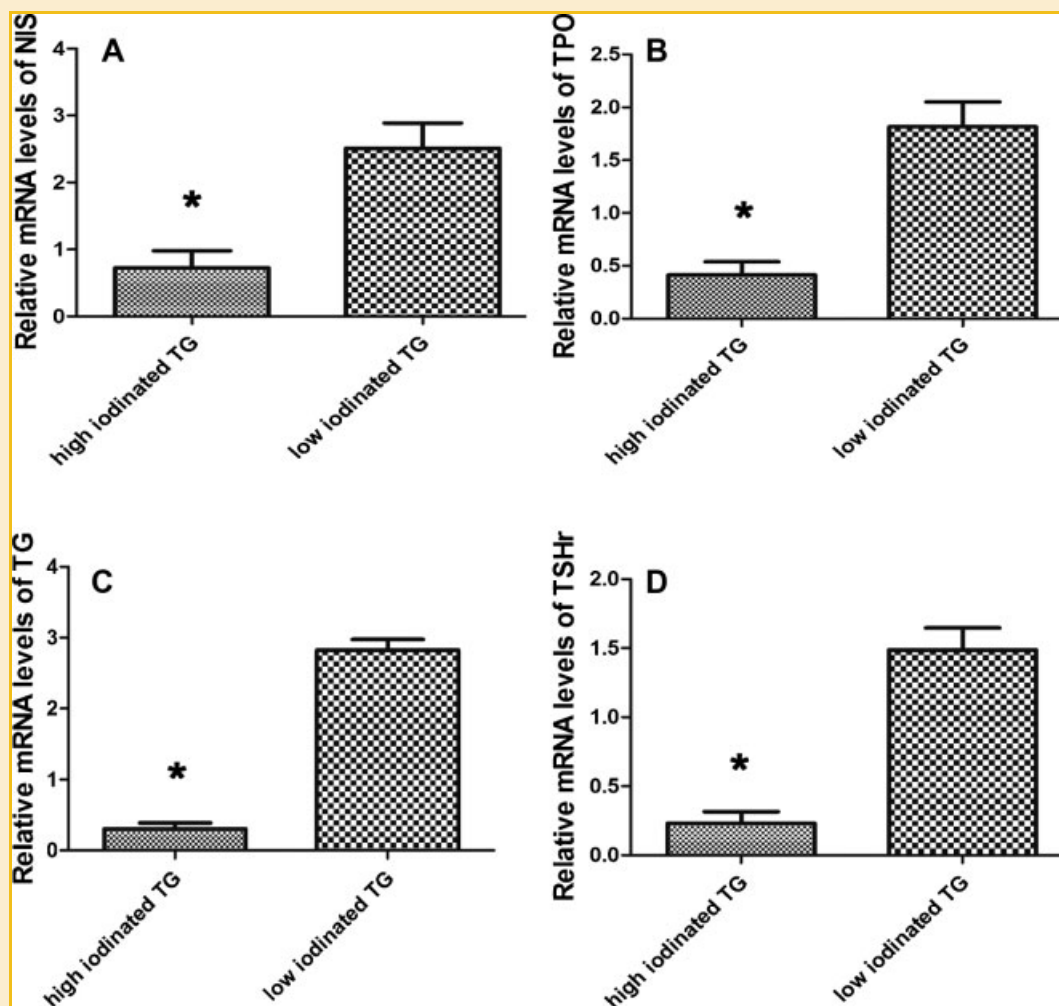 A
Relative mRNA levels of NIS
4
3
2
1
0
*
high iodinated TG
low iodinated TG
B
Relative mRNA levels of TPO
2.5
2.0
1.5
1.0
0.5
0.0
*
high iodinated TG
low iodinated TG
C
Relative mRNA levels of TG
4
3
2
1
0
*
high iodinated TG
low iodinated TG
D
Relative mRNA levels of TSHr
2.0
1.5
1.0
0.5
0.0
*
high iodinated TG
low iodinated TG